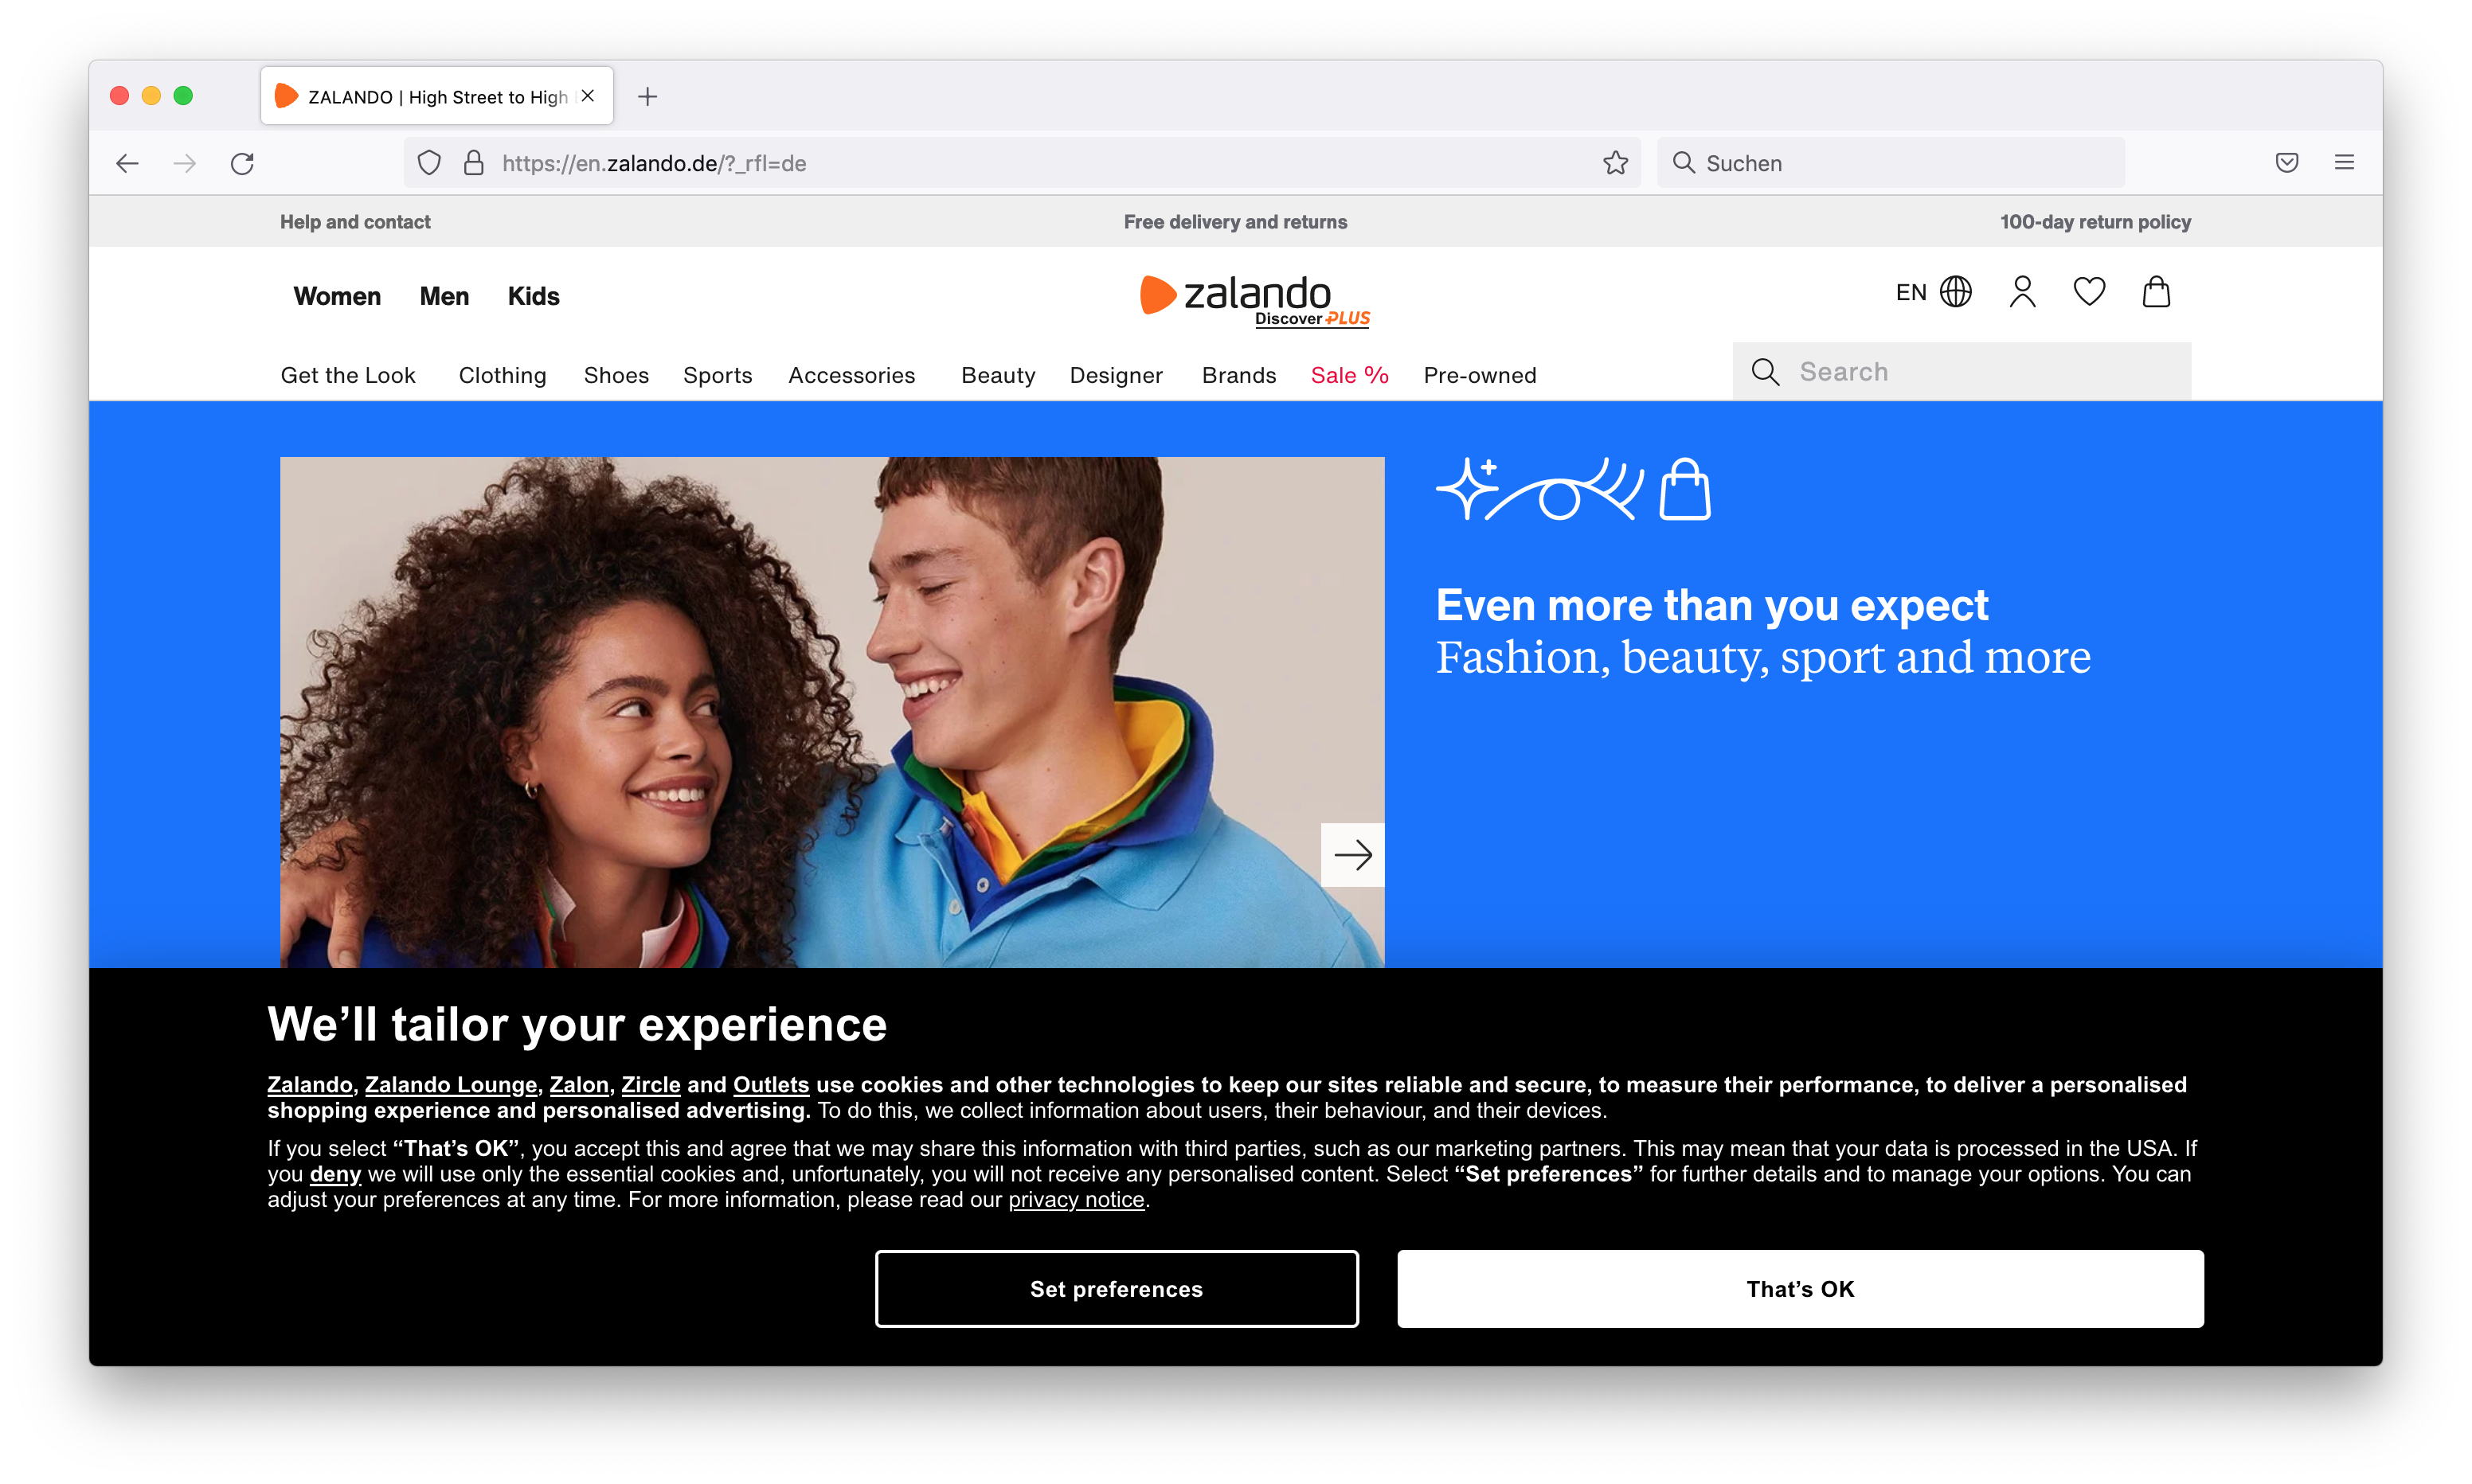 ZALANDO | High Street to High
https://en.zalando.de/?_rfl=de
Suchen
Help and contact
Free delivery and returns
100-day return policy
Women Men Kids
zalando
Discover PLUS
EN
Get the Look Clothing Shoes Sports Accessories Beauty Designer Brands Sale % Pre-owned
Search
Even more than you expect
Fashion, beauty, sport and more
We’ll tailor your experience
Zalando, Zalando Lounge, Zalon, Zircle and Outlets use cookies and other technologies to keep our sites reliable and secure, to measure their performance, to deliver a personalised
shopping experience and personalised advertising. To do this, we collect information about users, their behaviour, and their devices.
If you select “That’s OK”, you accept this and agree that we may share this information with third parties, such as our marketing partners. This may mean that your data is processed in the USA. If
you deny we will use only the essential cookies and, unfortunately, you will not receive any personalised content. Select “Set preferences” for further details and to manage your options. You can
adjust your preferences at any time. For more information, please read our privacy notice.
Set preferences
That’s OK